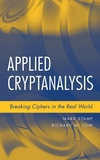 APPLIED
CRYPTANALYSIS
Breaking Ciphers in the Real World
MARK STAMP
RICHARD M. LOW